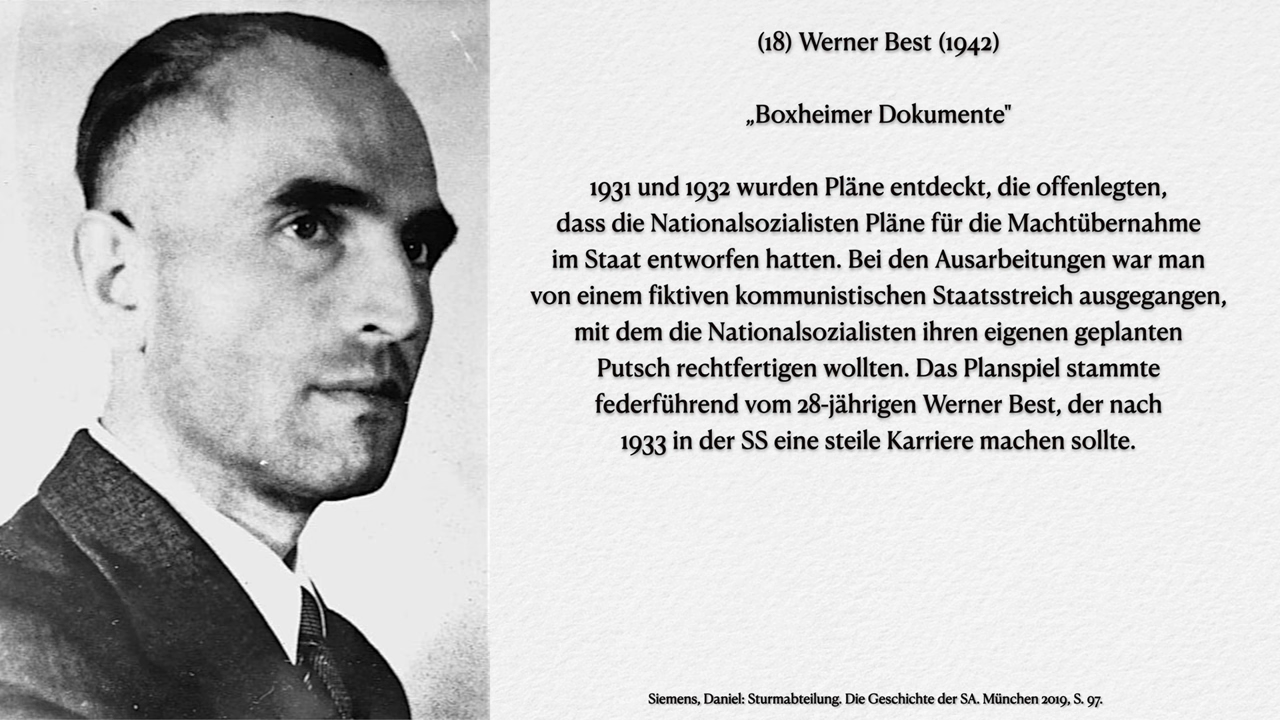 (18) Werner Best (1942)
„Boxheimer Dokumente"
1931 und 1932 wurden Pläne entdeckt, die offenlegten,
dass die Nationalsozialisten Pläne für die Machtübernahme
im Staat entworfen hatten. Bei den Ausarbeitungen war man
von einem fiktiven kommunistischen Staatsstreich ausgegangen,
mit dem die Nationalsozialisten ihren eigenen geplanten
Putsch rechtfertigen wollten. Das Planspiel stammte
federführend vom 28-jährigen Werner Best, der nach
1933 in der SS eine steile Karriere machen sollte.
Siemens, Daniel: Sturmabteilung. Die Geschichte der SA. München 2019, S. 97.